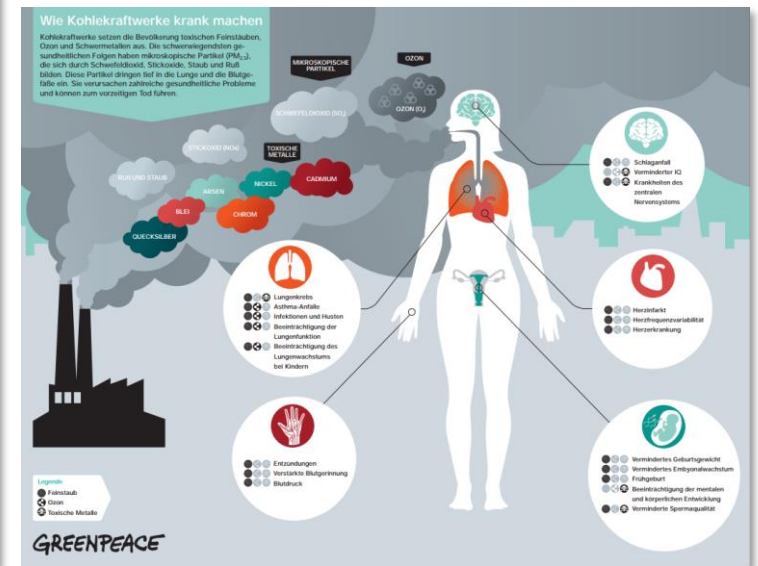 Wie Kohlekraftwerke krank machen
Kohlekraftwerke setzen die Bevölkerung toxischen Feinstäuben,
Ozon und Schwermetallen aus. Die schwerwiegendsten ge-
sundheitlichen Folgen haben mikroskopische Partikel (PM2,5),
die sich durch Schwefeldioxid, Stickoxide, Staub und Ruß
bilden. Diese Partikel dringen tief in die Lunge und die Blutge-
fäße ein. Sie verursachen zahlreiche gesundheitliche Probleme
und können zum vorzeitigen Tod führen.
MIKROSKOPISCHE
PARTIKEL
OZON
OZON (O3)
SCHWEFELDIOXID (SO2)
STICKOXID (NOx)
TOXISCHE
METALLE
RUß UND STAUB
ARSEN
NICKEL
CADMIUM
BLEI
CHROM
QUECKSILBER
Schlaganfall
Verminderter IQ
Krankheiten des
zentralen
Nervensystems
Lungenkrebs
Asthma-Anfälle
Infektionen und Husten
Beeinträchtigung der
Lungenfunktion
Beeinträchtigung des
Lungenwachstums
bei Kindern
Herzinfarkt
Herzfrequenzvariabilität
Herzerkrankung
Entzündungen
Verstärkte Blutgerinnung
Blutdruck
Vermindertes Geburtsgewicht
Vermindertes Embyonalwachstum
Frühgeburt
Beeinträchtigung der mentalen
und körperlichen Entwicklung
Verminderte Spermaqualität
Legende
Feinstaub
Ozon
Toxische Metalle
GREENPEACE